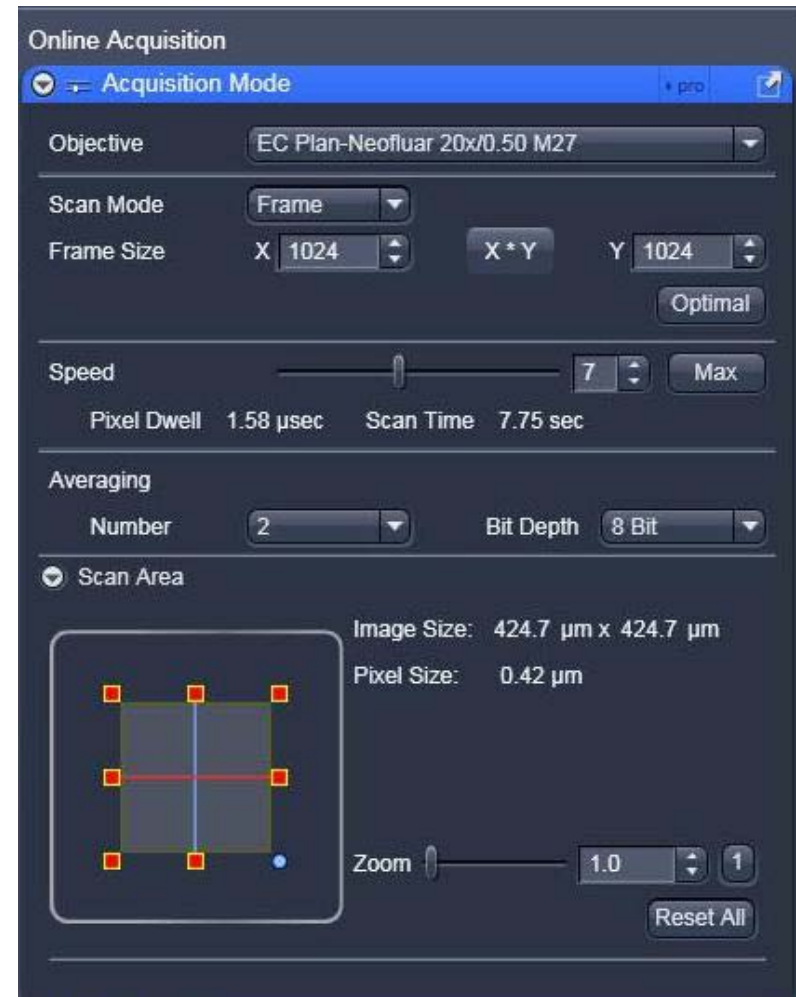 Online Acquisition
Acquisition Mode pro
Objective EC Plan-Neofluar 20x/0.50 M27
Scan Mode Frame
Frame Size X 1024 X * Y Y 1024
Optimal
Speed 7 Max
Pixel Dwell 1.58 µsec Scan Time 7.75 sec
Averaging
Number 2 Bit Depth 8 Bit
Scan Area
Image Size: 424.7 µm x 424.7 µm
Pixel Size: 0.42 µm
Zoom 1.0 1
Reset All